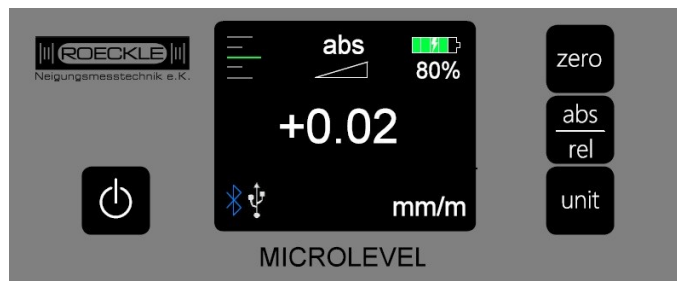 ROECKLE
Neigungsmesstechnik e.K.
abs
80%
+0.02
mm/m
zero
abs
rel
unit
MICROLEVEL